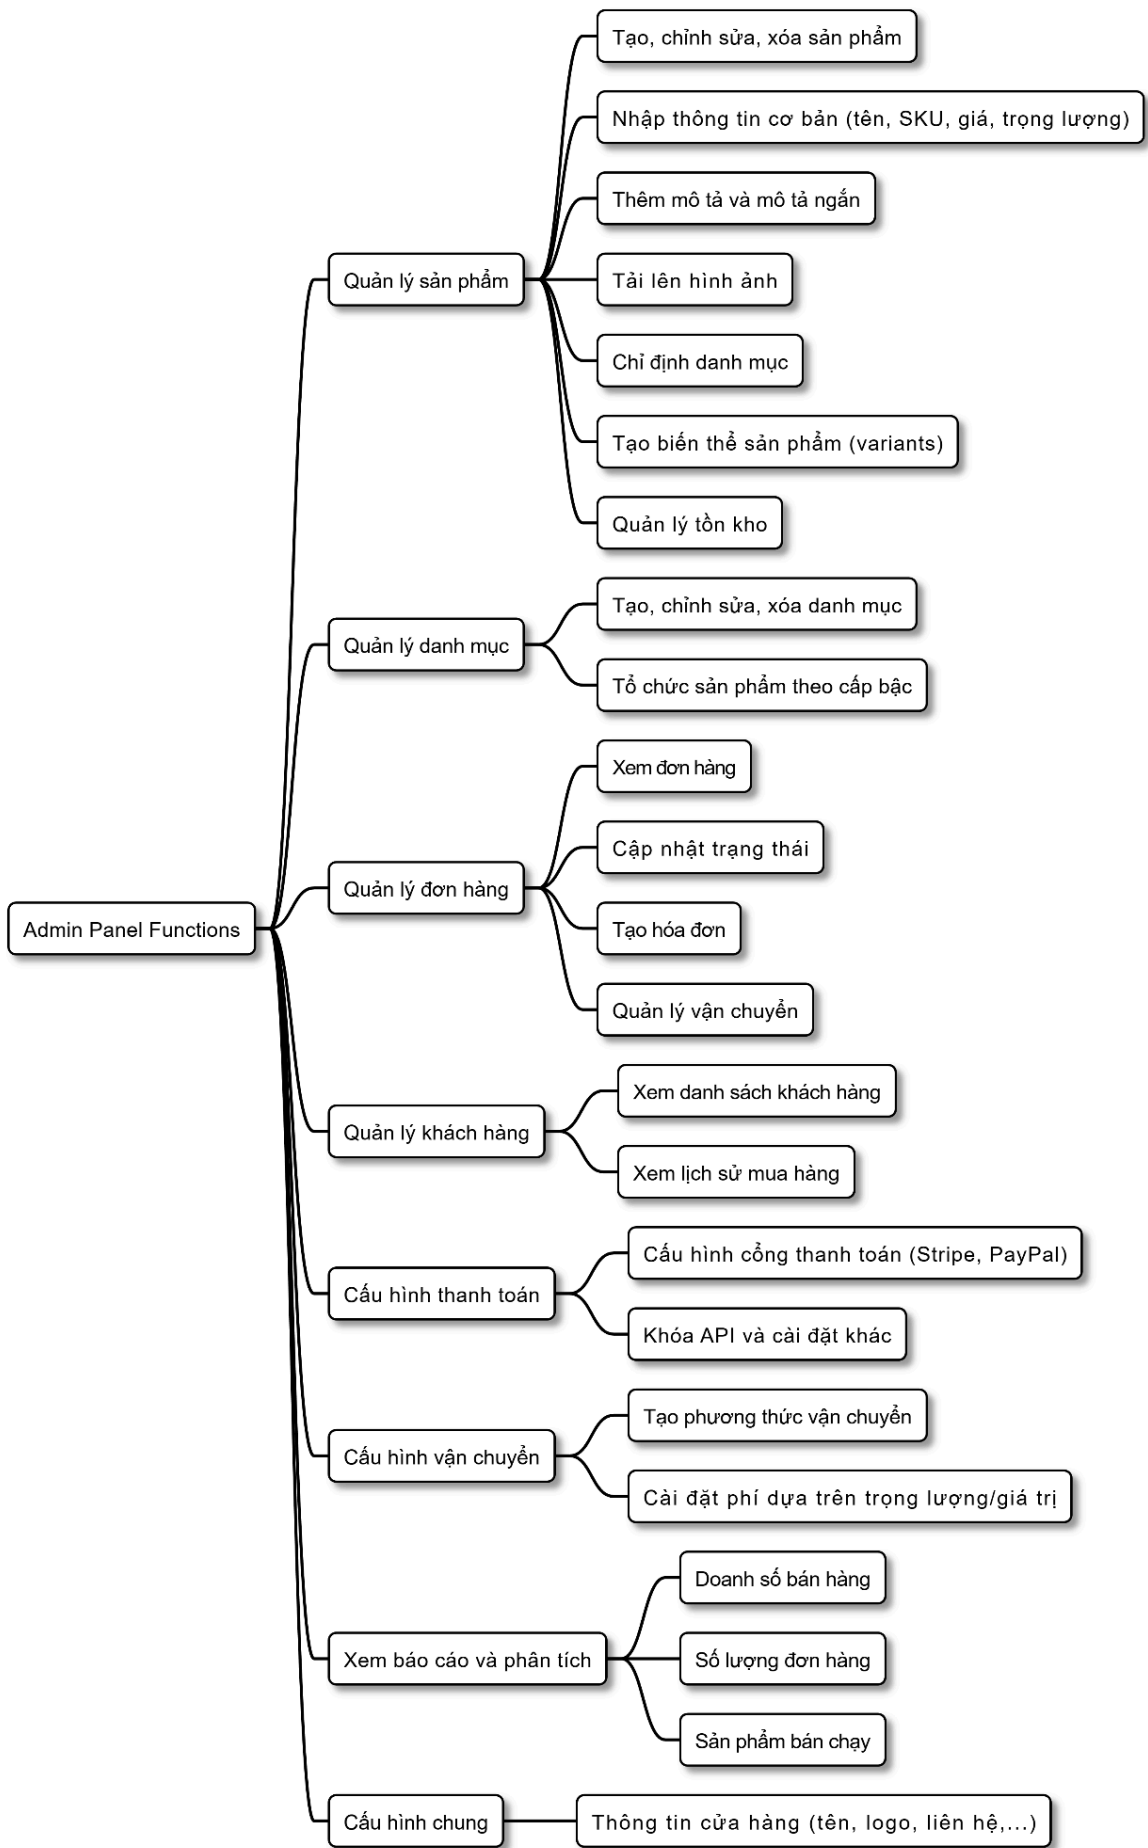 Admin Panel Functions
Quản lý sản phẩm
Tạo, chỉnh sửa, xóa sản phẩm
Nhập thông tin cơ bản (tên, SKU, giá, trọng lượng)
Thêm mô tả và mô tả ngắn
Tải lên hình ảnh
Chỉ định danh mục
Tạo biến thể sản phẩm (variants)
Quản lý tồn kho
Quản lý danh mục
Tạo, chỉnh sửa, xóa danh mục
Tổ chức sản phẩm theo cấp bậc
Quản lý đơn hàng
Xem đơn hàng
Cập nhật trạng thái
Tạo hóa đơn
Quản lý vận chuyển
Quản lý khách hàng
Xem danh sách khách hàng
Xem lịch sử mua hàng
Cấu hình thanh toán
Cấu hình cổng thanh toán (Stripe, PayPal)
Khóa API và cài đặt khác
Cấu hình vận chuyển
Tạo phương thức vận chuyển
Cài đặt phí dựa trên trọng lượng/giá trị
Xem báo cáo và phân tích
Doanh số bán hàng
Số lượng đơn hàng
Sản phẩm bán chạy
Cấu hình chung
Thông tin cửa hàng (tên, logo, liên hệ,...)